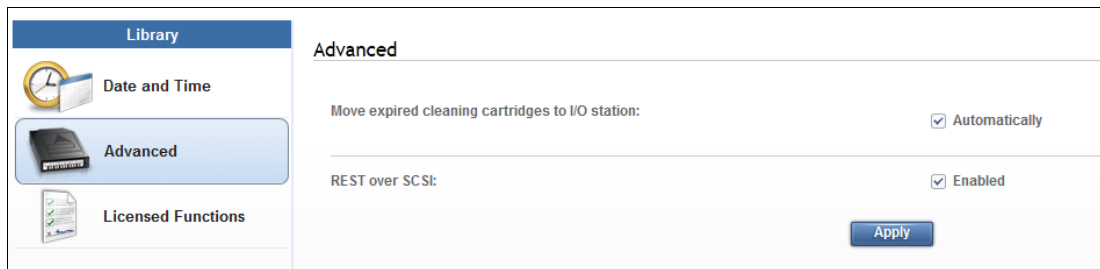 Library
Date and Time
Advanced
Licensed Functions
Advanced
Move expired cleaning cartridges to I/O station:
Automatically
REST over SCSI:
Enabled
Apply